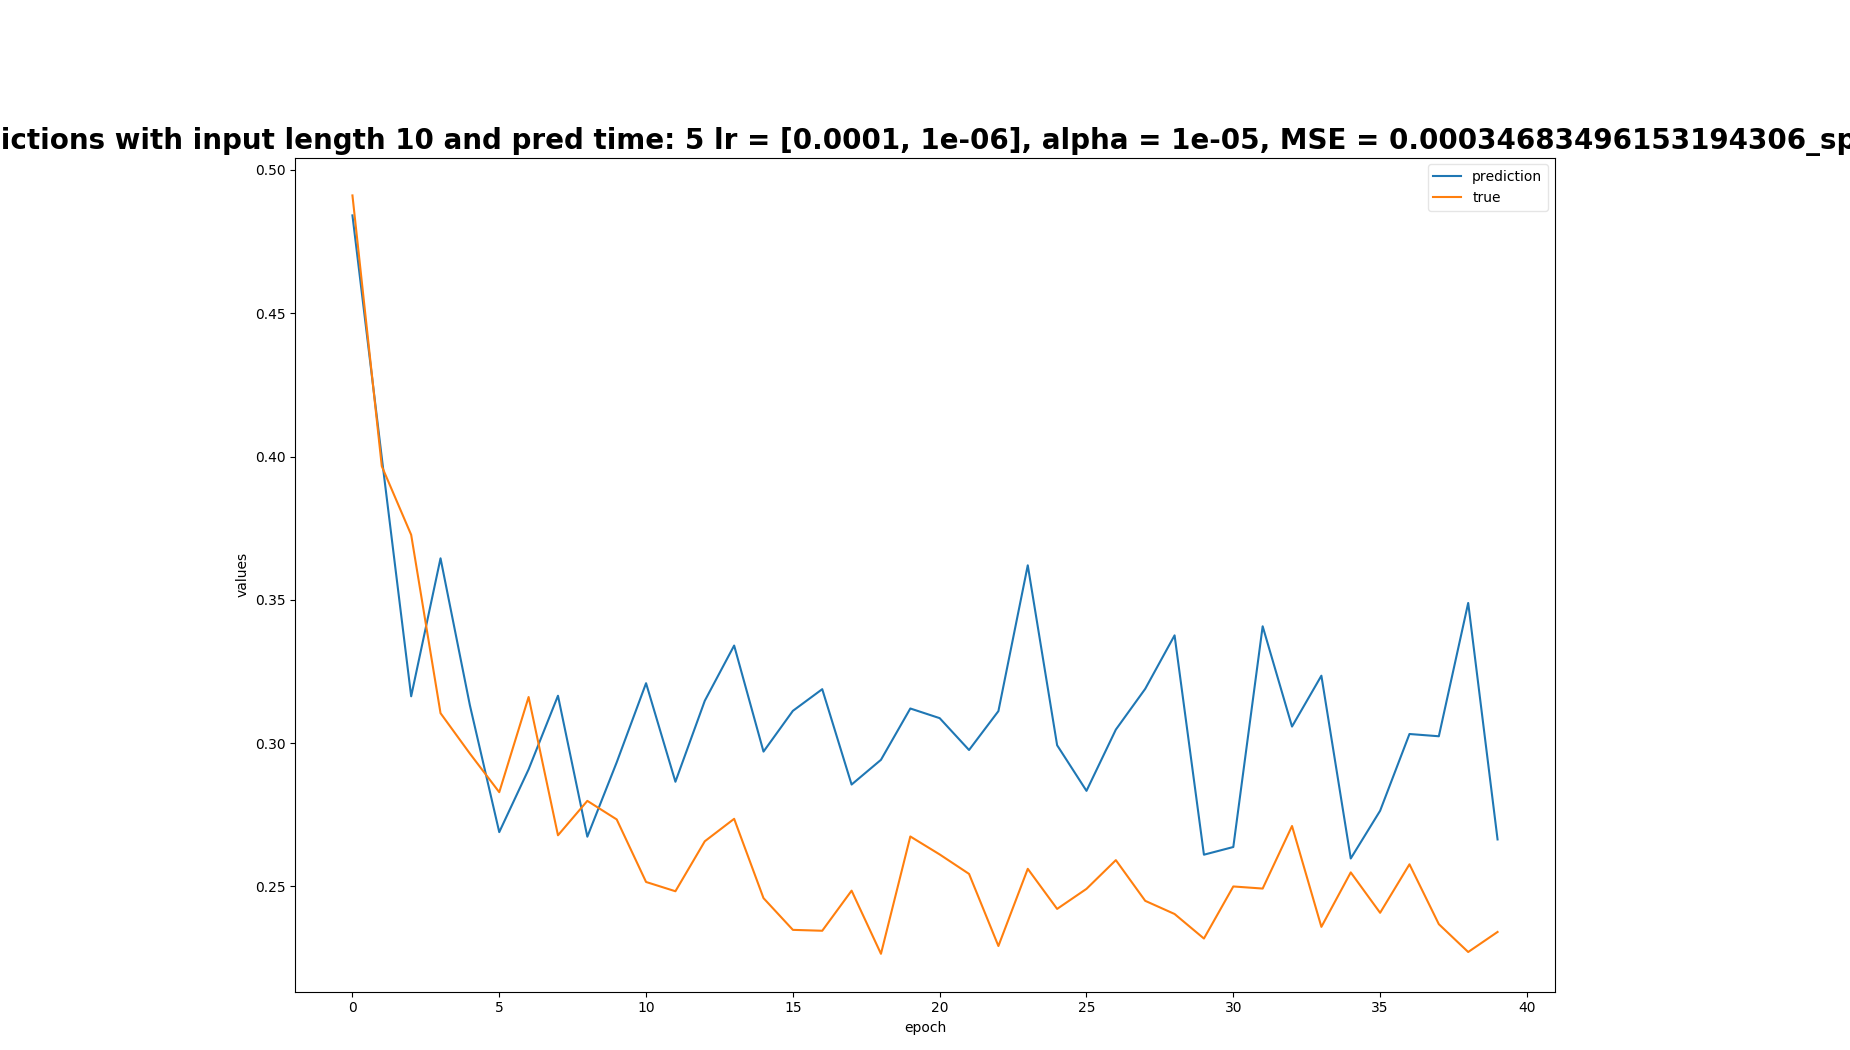 ictions with input length 10 and pred time: 5 lr = [0.0001, 1e-06], alpha = 1e-05, MSE = 0.00034683496153194306_sp
prediction
true
0.50
0.45
0.40
0.35
0.30
0.25
values
0 5 10 15 20 25 30 35 40
epoch